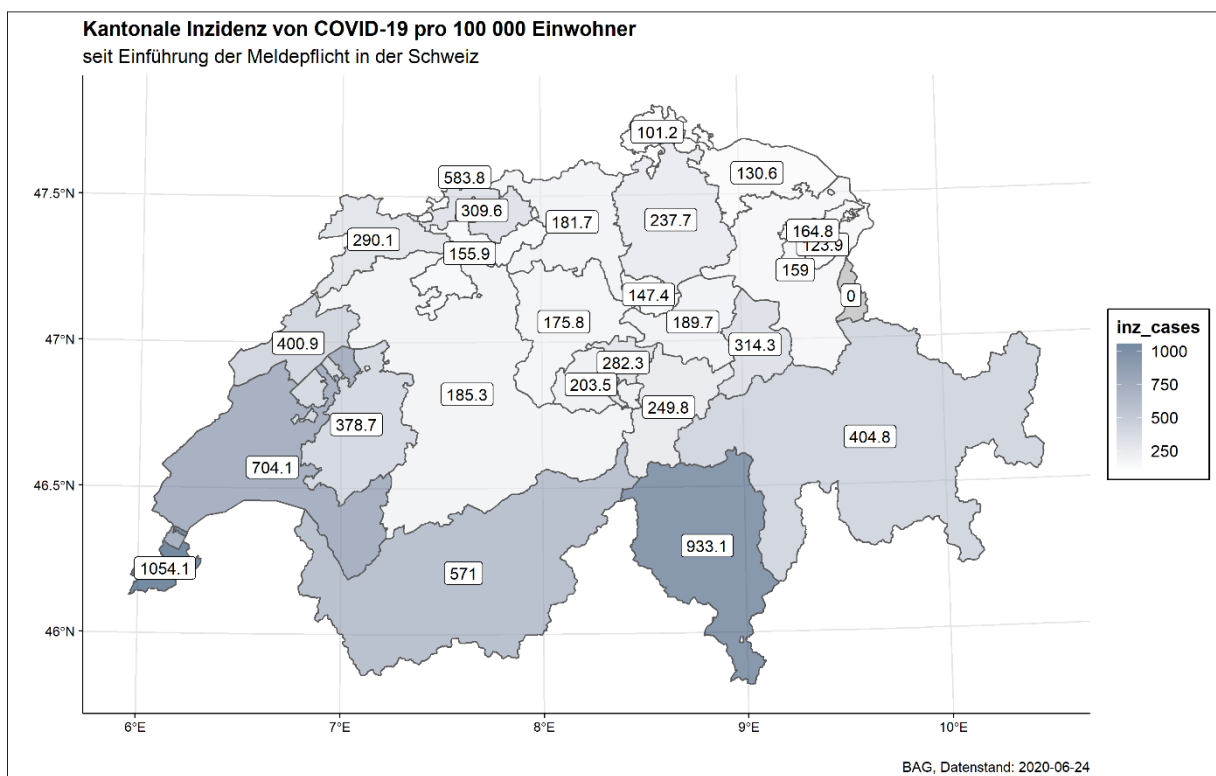 Kantonale Inzidenz von COVID-19 pro 100 000 Einwohner
seit Einführung der Meldepflicht in der Schweiz
101.2
47.5°N
583.8
130.6
309.6
181.7
237.7
164.8
290.1
155.9
123.9
159
147.4
0
175.8
189.7
47°N
400.9
314.3
282.3
203.5
185.3
249.8
378.7
404.8
704.1
46.5°N
933.1
1054.1
571
46°N
inz_cases
1000
750
500
250
6°E
7°E
8°E
9°E
10°E
BAG, Datenstand: 2020-06-24